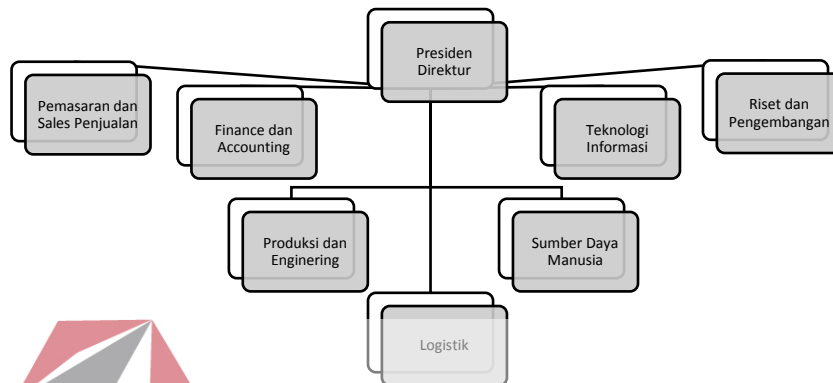 Presiden
Direktur
Pemasaran dan
Sales Penjualan
Finance dan
Accounting
Teknologi
Informasi
Riset dan
Pengembangan
Produksi dan
Enginering
Sumber Daya
Manusia
Logistik